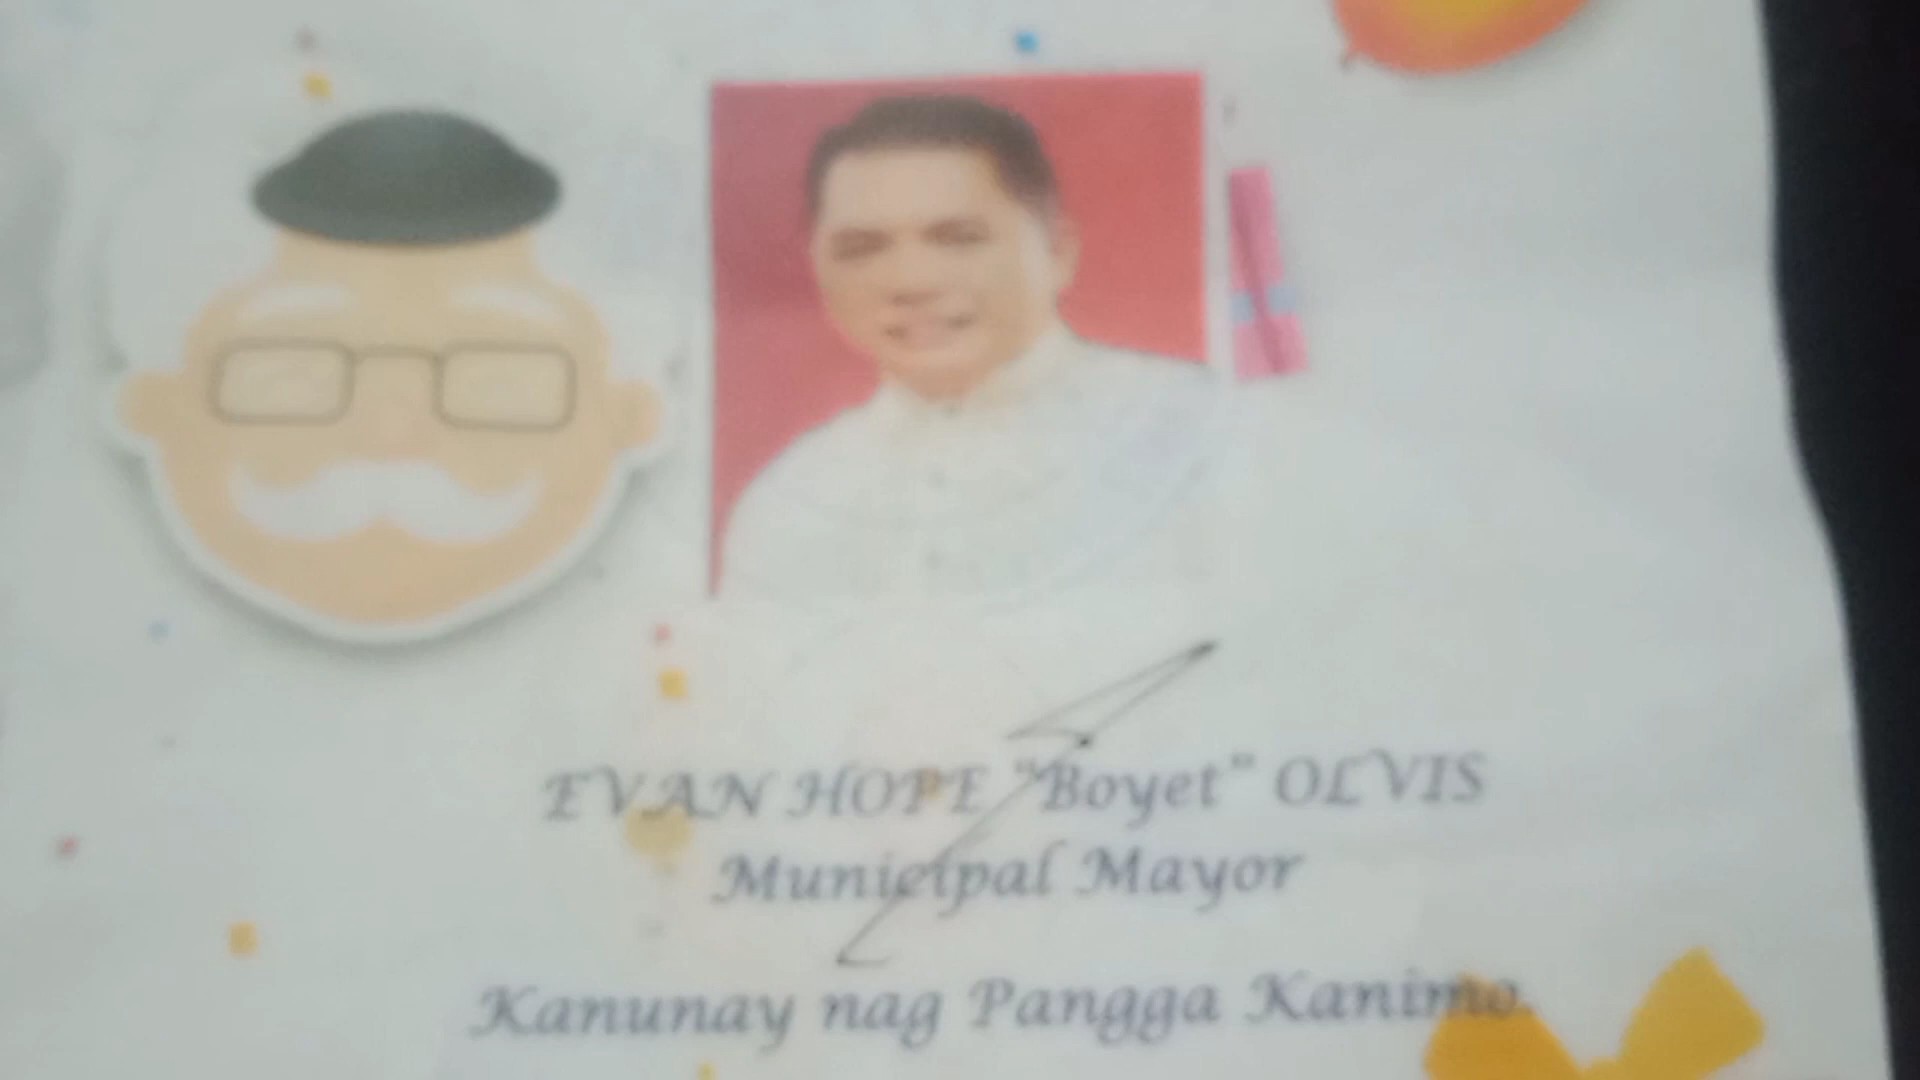 EVAN HOPE "Boyet" OLVIS
Municipal Mayor
Kanunay nag Pangga Kanimo.